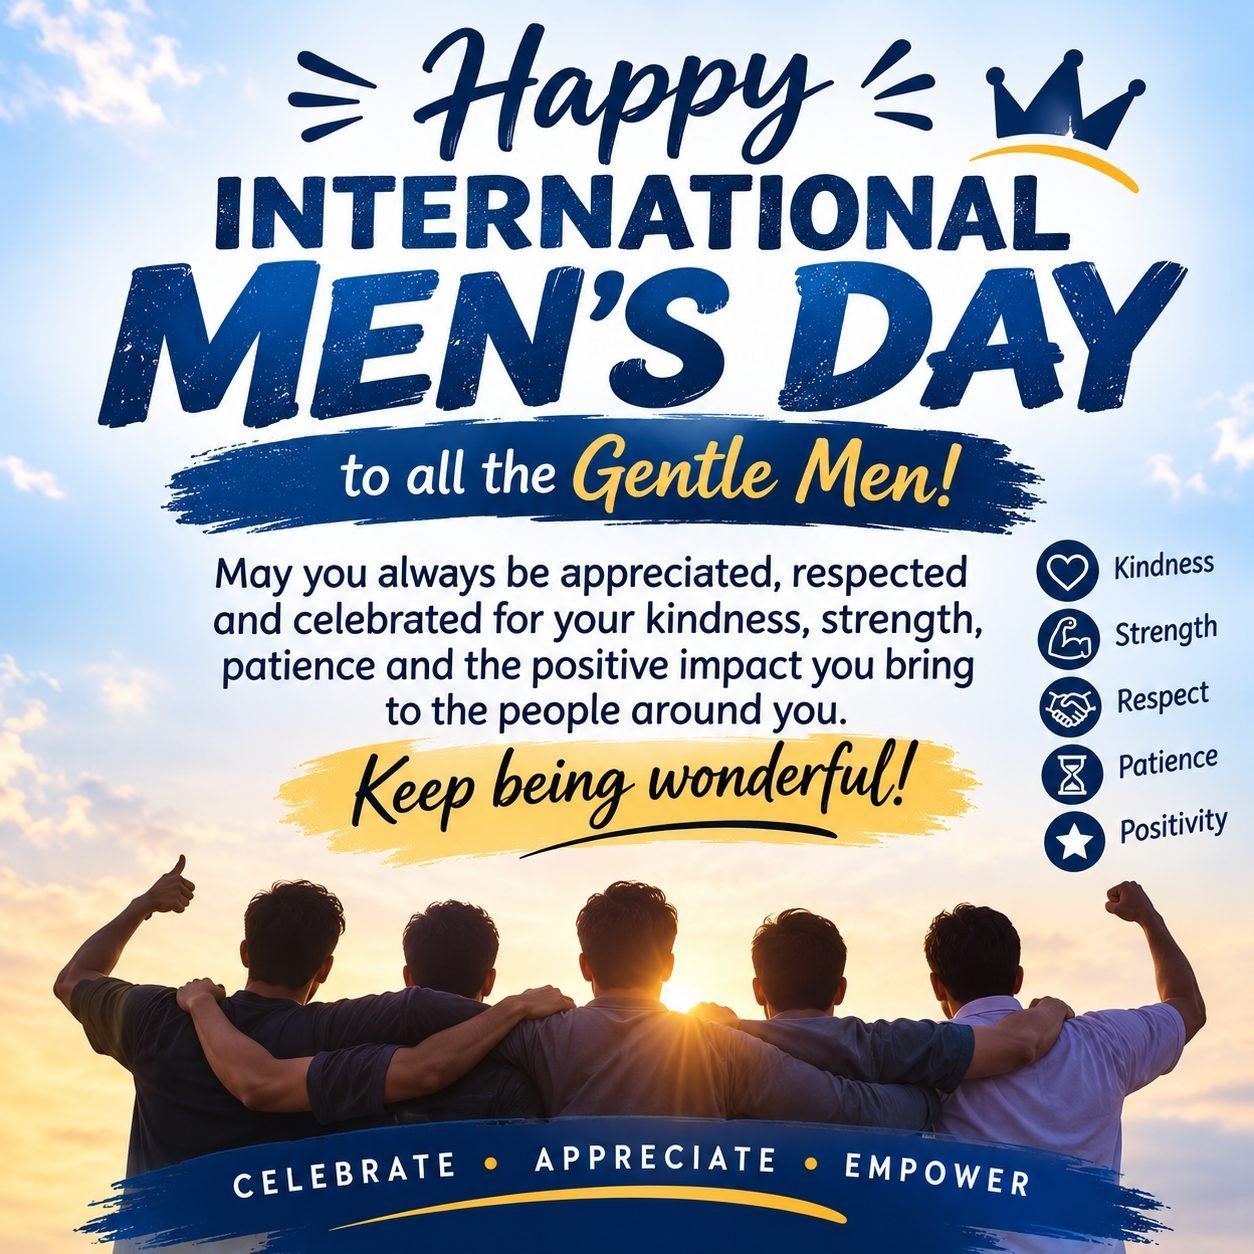 Happy
INTERNATIONAL
MEN'S DAY
to all the Gentle Men!
May you always be appreciated, respected
and celebrated for your kindness, strength,
patience and the positive impact you bring
to the people around you.
Keep being wonderful!
Kindness
Strength
Respect
Patience
Positivity
CELEBRATE • APPRECIATE • EMPOWER